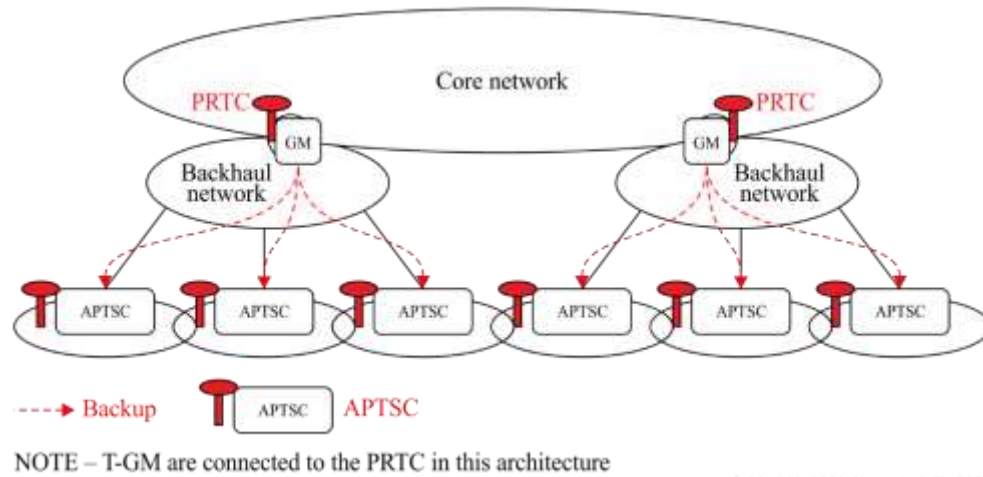 Core network
PRTC
PRTC
GM
GM
Backhaul
network
Backhaul
network
APTSC
APTSC
APTSC
APTSC
APTSC
APTSC
Backup
APTSC
APTSC
NOTE – T-GM are connected to the PRTC in this architecture